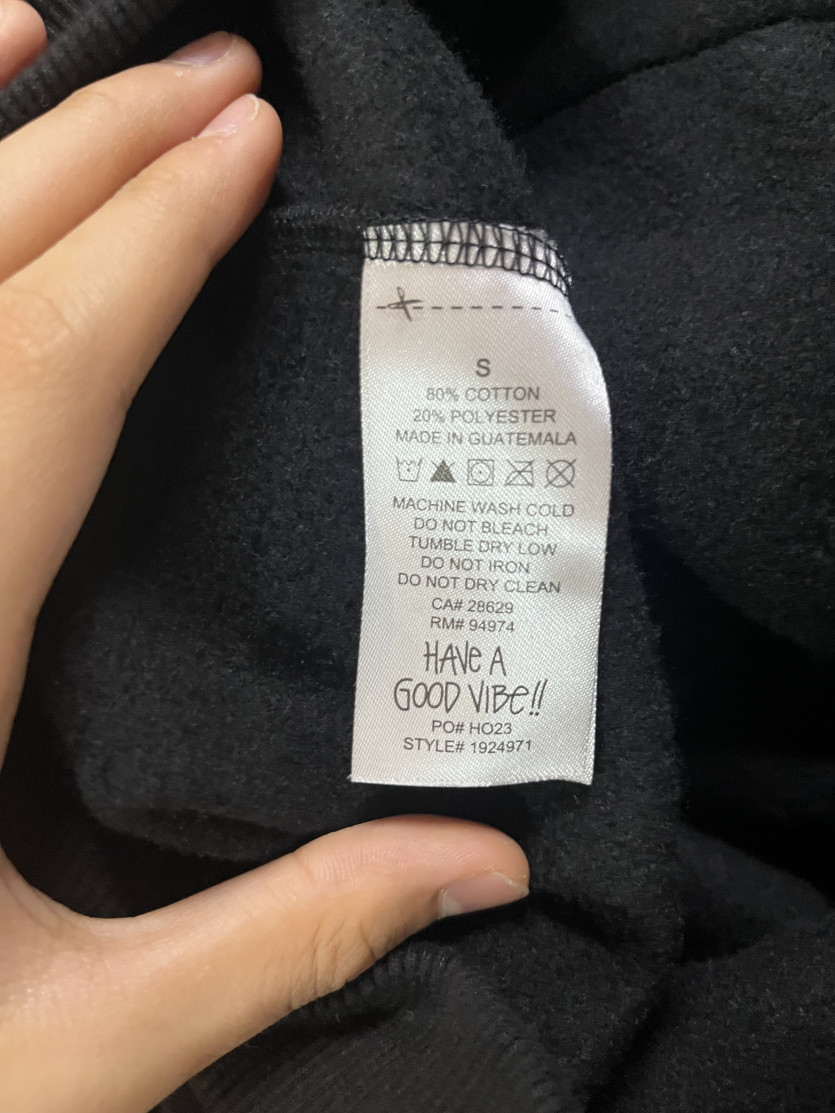 S
80% COTTON
20% POLYESTER
MADE IN GUATEMALA
MACHINE WASH COLD
DO NOT BLEACH
TUMBLE DRY LOW
DO NOT IRON
DO NOT DRY CLEAN
CA# 28629
RM# 94974
HAVe A
GOOD VIBe!!
PO# HO23
STYLE# 1924971